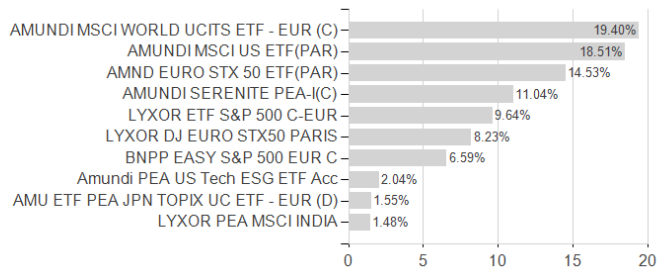 AMUNDI MSCI WORLD UCITS ETF - EUR (C) 19.40%
AMUNDI MSCI US ETF(PAR) 18.51%
AMND EURO STX 50 ETF(PAR) 14.53%
AMUNDI SERENITE PEA-I(C) 11.04%
LYXOR ETF S&P 500 C-EUR 9.64%
LYXOR DJ EURO STX50 PARIS 8.23%
BNPP EASY S&P 500 EUR C 6.59%
Amundi PEA US Tech ESG ETF Acc 2.04%
AMU ETF PEA JPN TOPIX UC ETF - EUR (D) 1.55%
LYXOR PEA MSCI INDIA 1.48%
0 5 10 15 20